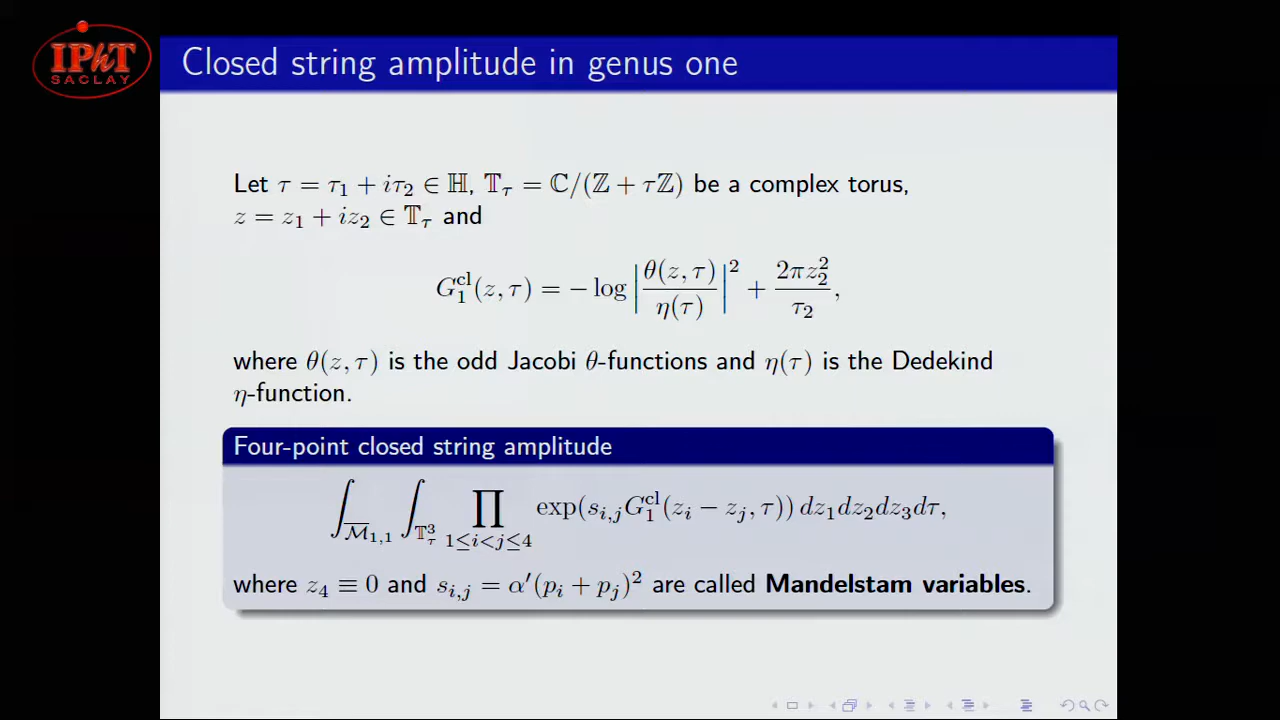 IPhT
SACLAY
Closed string amplitude in genus one
Let τ = τ₁ + iτ₂ ∈ ℍ, 𝕋_τ = ℂ/(ℤ + τℤ) be a complex torus,
z = z₁ + iz₂ ∈ 𝕋_τ and
G₁^cl(z, τ) = − log |θ(z, τ)/η(τ)|² + 2πz₂²/τ₂,
where θ(z, τ) is the odd Jacobi θ-functions and η(τ) is the Dedekind
η-function.
Four-point closed string amplitude
∫_{ℳ̅₁,₁} ∫_{𝕋_τ³} ∏_{1≤i<j≤4} exp(s_{i,j}G₁^cl(z_i − z_j, τ)) dz₁dz₂dz₃dτ,
where z₄ ≡ 0 and s_{i,j} = α′(p_i + p_j)² are called Mandelstam variables.